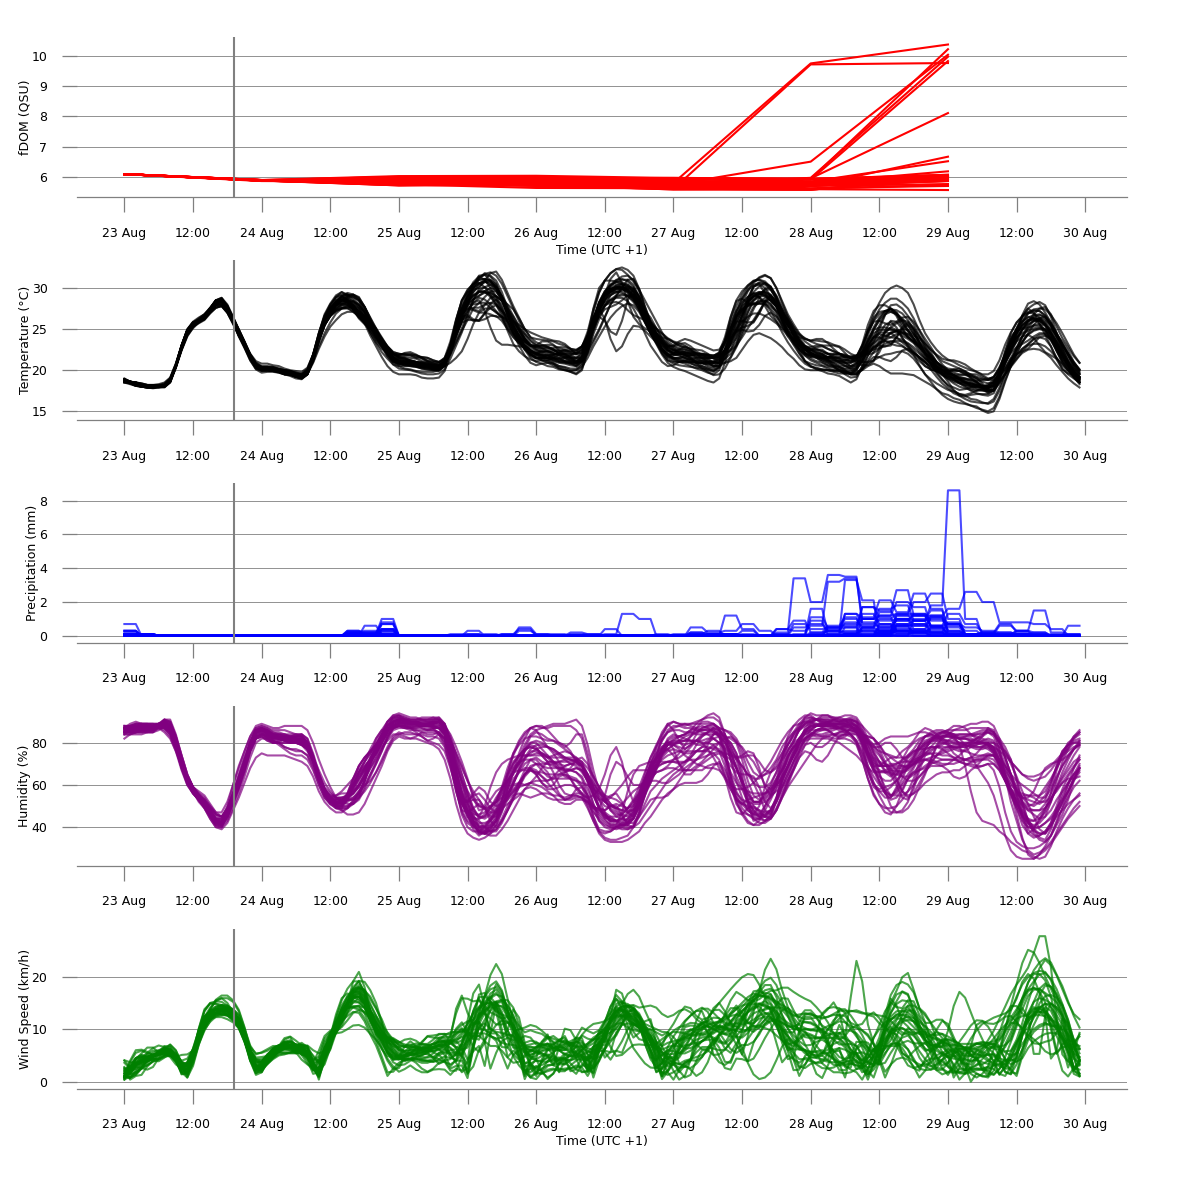 10
9
8
7
6
fDOM (QSU)
23 Aug 12:00 24 Aug 12:00 25 Aug 12:00 26 Aug 12:00 27 Aug 12:00 28 Aug 12:00 29 Aug 12:00 30 Aug
Time (UTC +1)
30
25
20
15
Temperature (°C)
23 Aug 12:00 24 Aug 12:00 25 Aug 12:00 26 Aug 12:00 27 Aug 12:00 28 Aug 12:00 29 Aug 12:00 30 Aug
8
6
4
2
0
Precipitation (mm)
23 Aug 12:00 24 Aug 12:00 25 Aug 12:00 26 Aug 12:00 27 Aug 12:00 28 Aug 12:00 29 Aug 12:00 30 Aug
80
60
40
Humidity (%)
23 Aug 12:00 24 Aug 12:00 25 Aug 12:00 26 Aug 12:00 27 Aug 12:00 28 Aug 12:00 29 Aug 12:00 30 Aug
20
10
0
Wind Speed (km/h)
23 Aug 12:00 24 Aug 12:00 25 Aug 12:00 26 Aug 12:00 27 Aug 12:00 28 Aug 12:00 29 Aug 12:00 30 Aug
Time (UTC +1)